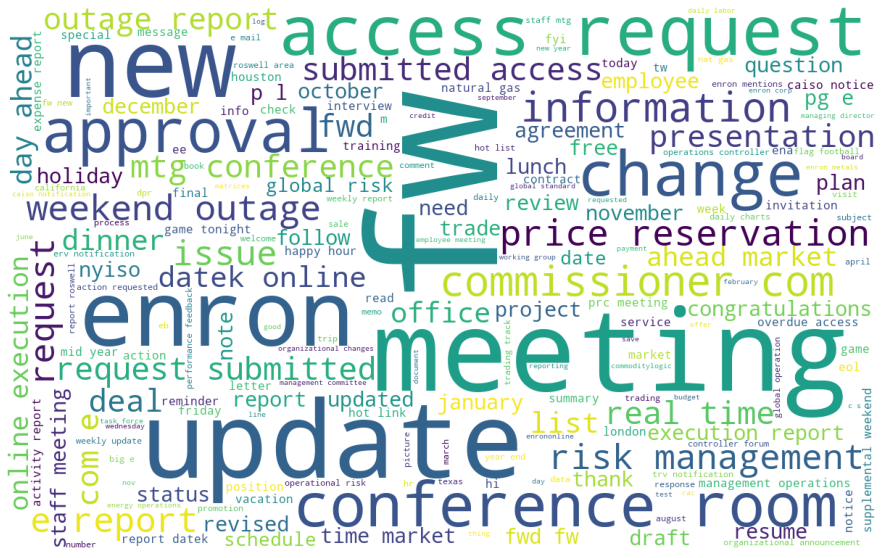 outage report
log
staff mtg
daily labor
special
message
e mail
fyi
new year
access request
new
day ahead
expense report
houston
roswell area
submitted access
today
tw
question
nat gas
enron mentions
enron corp
caiso notice
managing director
fw new
important
december
p l
october
natural gas
september
employee
information
pg e
approval
info
check
interview
fwd
m
credit
agreement
presentation
ee
training
hot list
free
operations controller
ena
flag football
board
enron metals
mtg conference
book
comment
lunch
contract
change
plan
holiday
california
caiso notification
dpr
final
matrices
global risk
weekly report
daily
global standard
requested
review
november
week
daily charts
invitation
visit
subject
weekend outage
process
sale
need
fw
employee meeting
trade
price reservation
june
game tonight
welcome
follow
happy hour
working group
payment
date
ahead market
april
dinner
erv notification
issue
nyiso
action requested
report roswell
datek online
read
memo
commissioner com
february
online execution
request
enron
eb
good
office
project
prc meeting
congratulations
overdue access
mid year
action
note
performance feedback
trip
organizational changes
trading track
service
save
offer
game
market
eol
request submitted
management committee
document
reporting
commoditylogic
meeting
trading
budget
global operation
c s
deal
letter
reminder
report
updated
friday
hot link
january
summary
list
real time
london
execution report
supplemental weekend
activity report
staff meeting
com e
task force
wednesday
weekly update
line
update
enrononline
picture
march
year end
controller forum
big e
status
position
operational risk
texas
hr
hi
day
data
risk management
thank
trv notification
response
management operations
nov
energy operations
promotion
vacation
conference room
test
rac
notice
e report
number
report datek
revised
schedule
time market
fwd fw
thing
draft
august
resume
organizational announcement